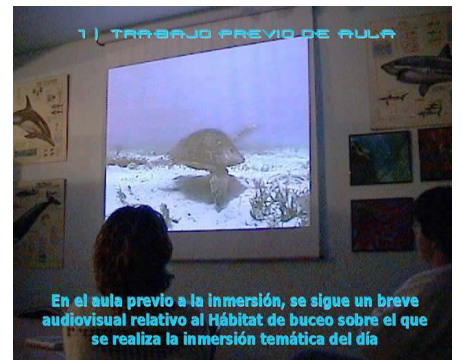 1) TRABAJO PREVIO DE AULA
En el aula previo a la inmersión, se sigue un breve
audiovisual relativo al Hábitat de buceo sobre el que
se realiza la inmersión temática del día